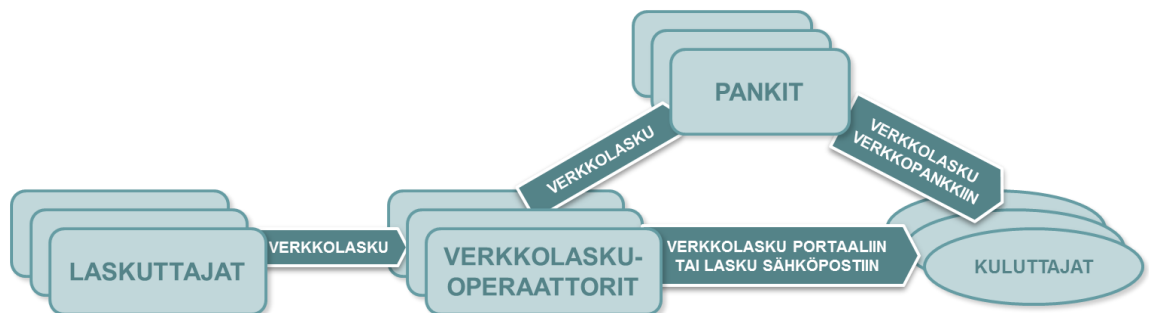 PANKIT
VERKKOLASKU
VERKKOLASKU
VERKKOPANKKIIN
LASKUTTAJAT
VERKKOLASKU
VERKKOLASKU-
OPERAATTORIT
VERKKOLASKU PORTAALIIN
TAI LASKU SÄHKÖPOSTIIN
KULUTTAJAT